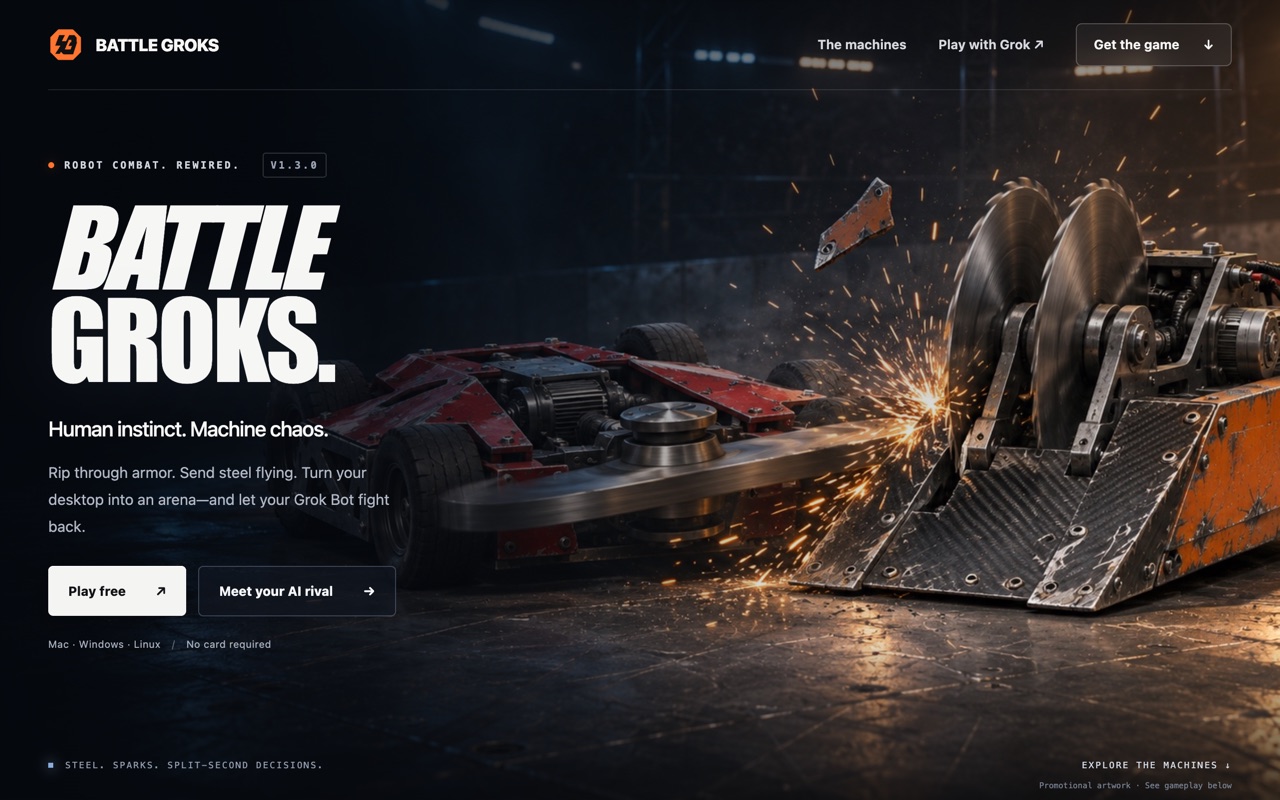 BATTLE GROKS
The machines
Play with Grok ↗
Get the game ↓
ROBOT COMBAT. REWIRED.
V1.3.0
BATTLE
GROKS.
Human instinct. Machine chaos.
Rip through armor. Send steel flying. Turn your
desktop into an arena—and let your Grok Bot fight
back.
Play free ↗
Meet your AI rival →
Mac · Windows · Linux / No card required
STEEL. SPARKS. SPLIT-SECOND DECISIONS.
EXPLORE THE MACHINES ↓
Promotional artwork · See gameplay below